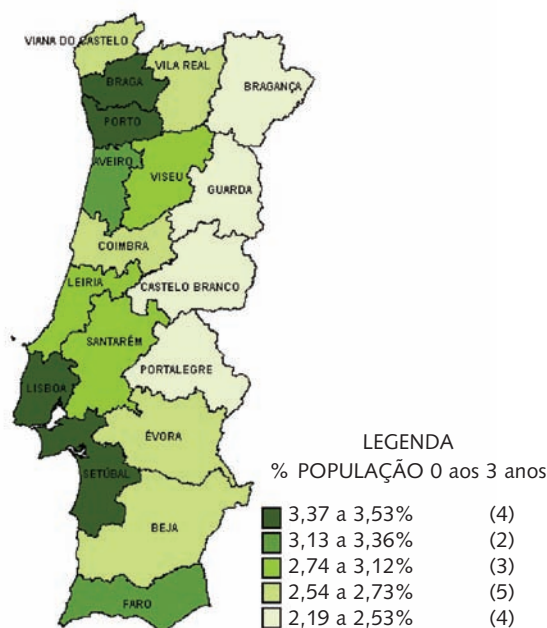 VIANA DO CASTELO
VILA REAL
BRAGANÇA
BRAGA
PORTO
AVEIRO
VISEU
GUARDA
COIMBRA
LEIRIA
CASTELO BRANCO
SANTARÉM
PORTALEGRE
LISBOA
ÉVORA
SETÚBAL
BEJA
FARO
LEGENDA
% POPULAÇÃO 0 aos 3 anos
3,37 a 3,53% (4)
3,13 a 3,36% (2)
2,74 a 3,12% (3)
2,54 a 2,73% (5)
2,19 a 2,53% (4)